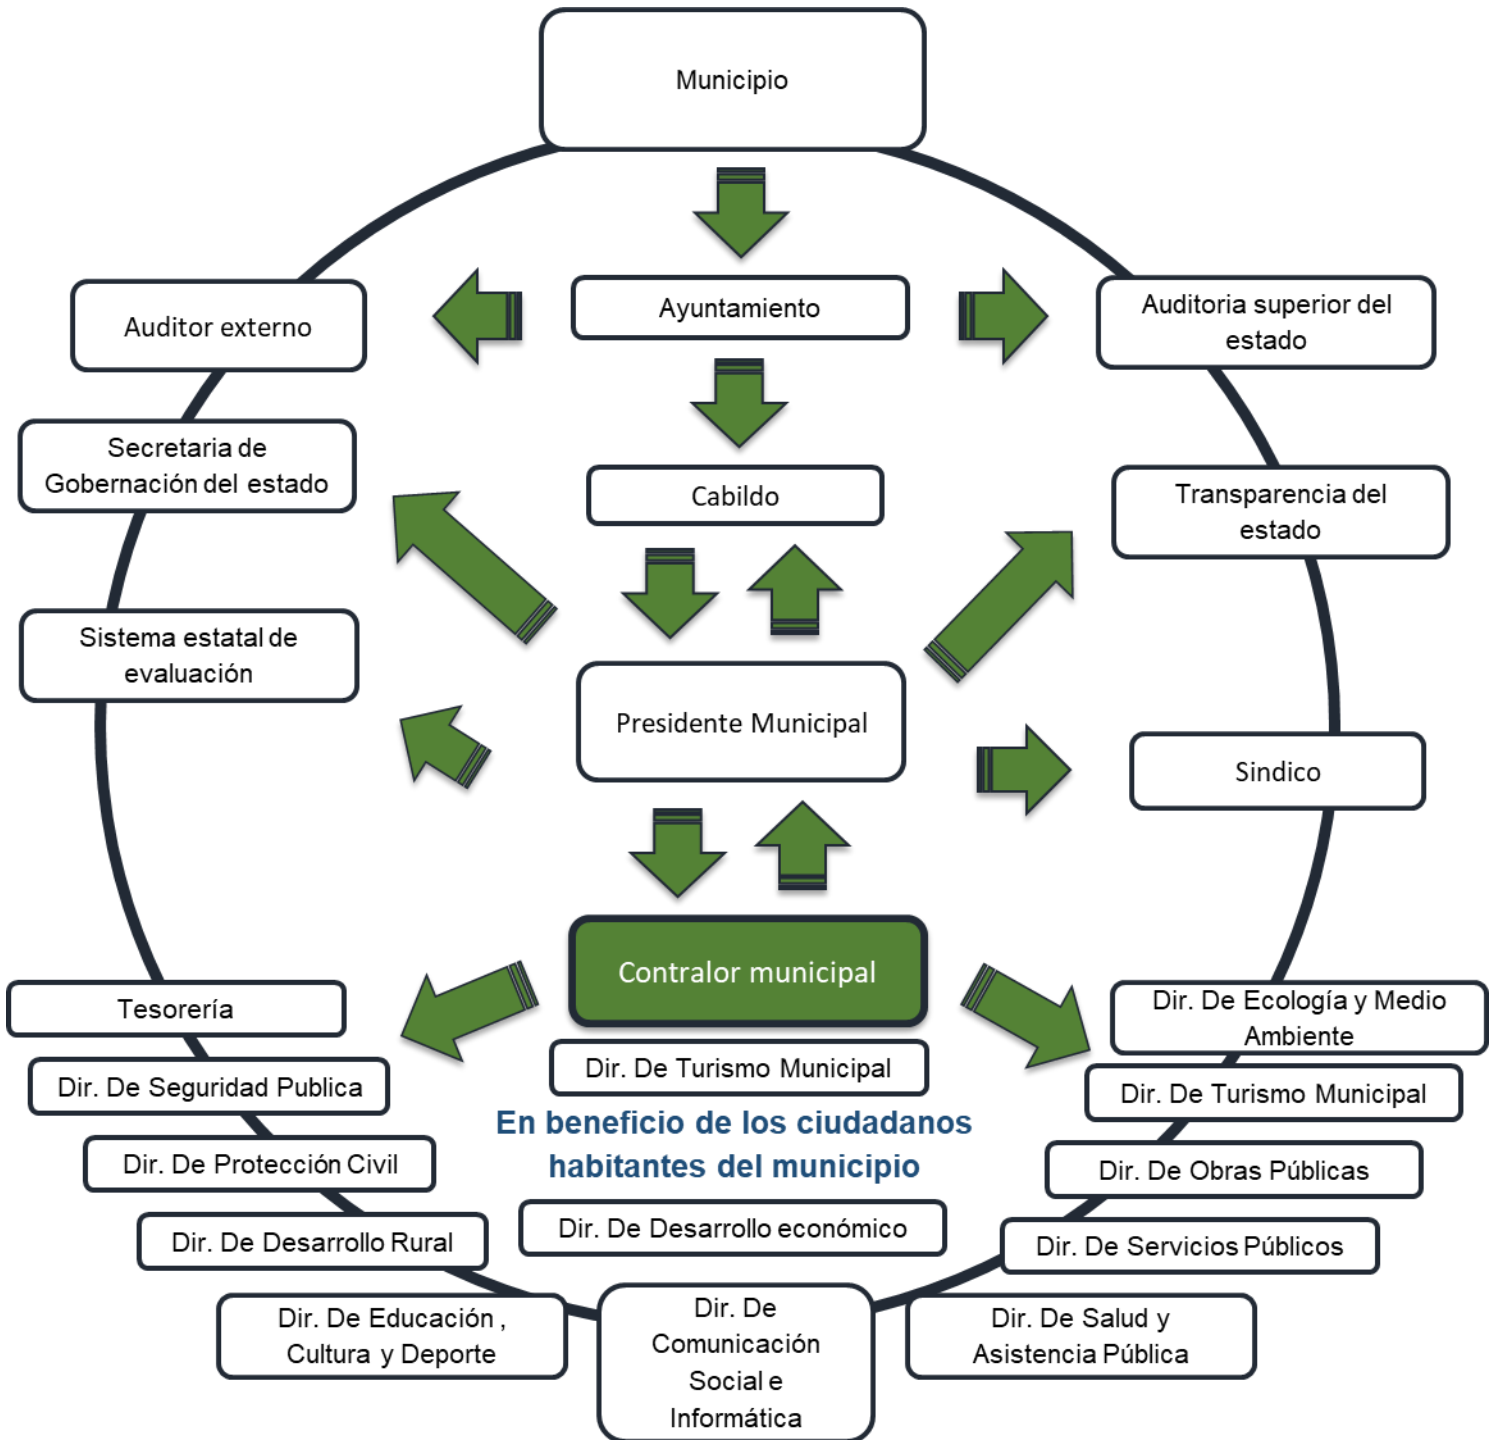 Municipio
Auditor externo
Ayuntamiento
Auditoria superior del
estado
Secretaria de
Gobernación del estado
Cabildo
Transparencia del
estado
Sistema estatal de
evaluación
Presidente Municipal
Sindico
Contralor municipal
Tesorería
Dir. De Ecología y Medio
Ambiente
Dir. De Turismo Municipal
Dir. De Seguridad Publica
Dir. De Turismo Municipal
En beneficio de los ciudadanos
habitantes del municipio
Dir. De Protección Civil
Dir. De Obras Públicas
Dir. De Desarrollo Rural
Dir. De Desarrollo económico
Dir. De Servicios Públicos
Dir. De Educación ,
Cultura y Deporte
Dir. De
Comunicación
Social e
Informática
Dir. De Salud y
Asistencia Pública